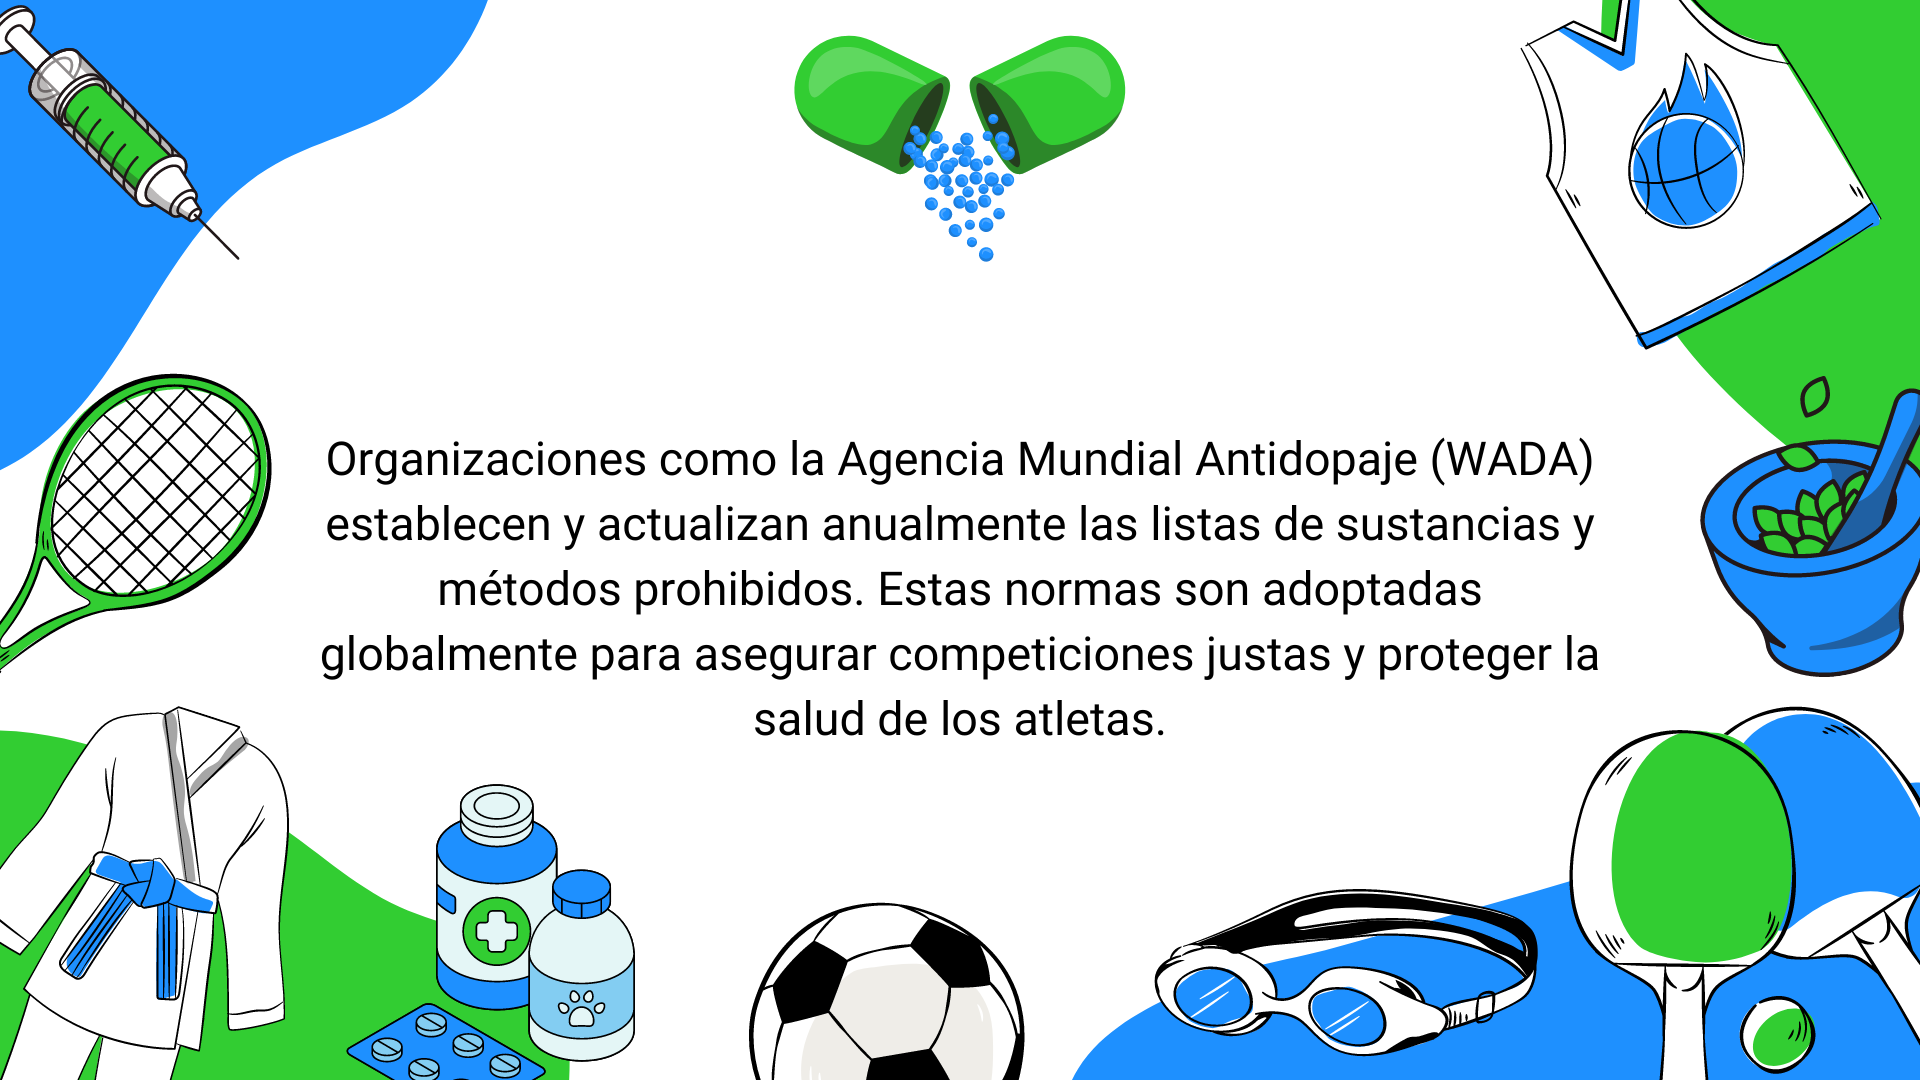 Organizaciones como la Agencia Mundial Antidopaje (WADA)
establecen y actualizan anualmente las listas de sustancias y
métodos prohibidos. Estas normas son adoptadas
globalmente para asegurar competiciones justas y proteger la
salud de los atletas.